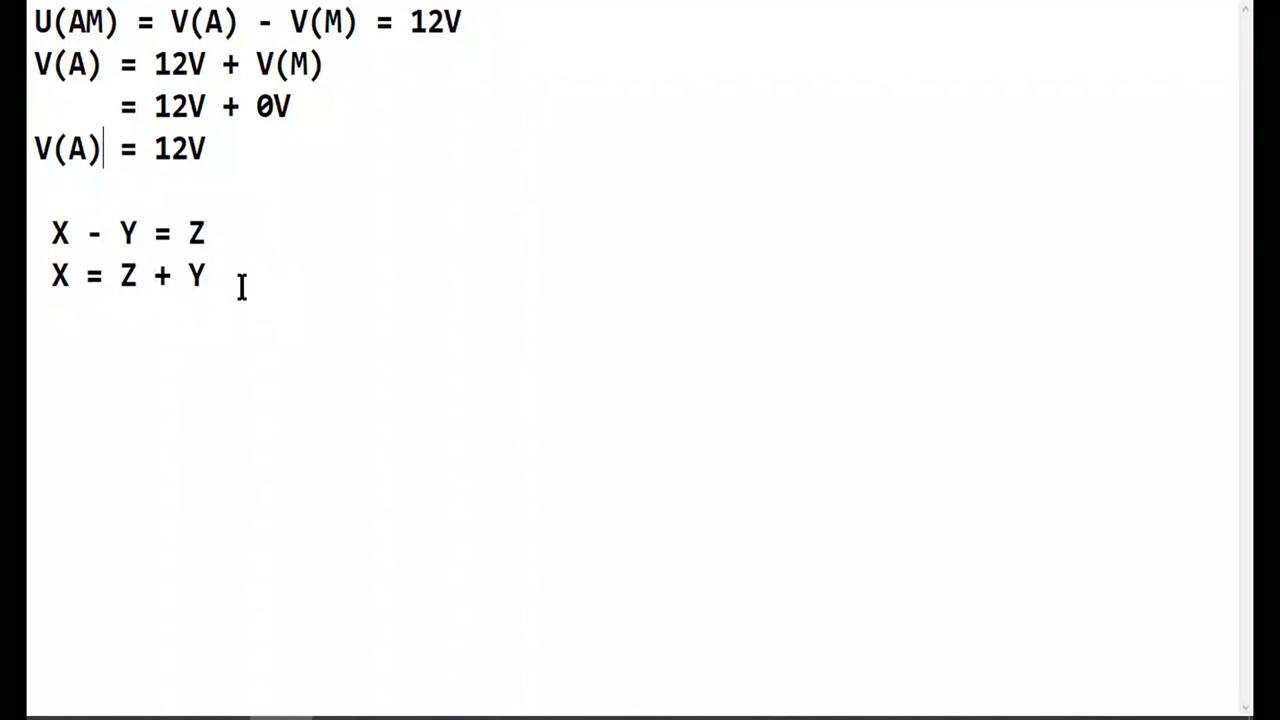 U(AM) = V(A) - V(M) = 12V
V(A) = 12V + V(M)
= 12V + 0V
V(A) = 12V
X - Y = Z
X = Z + Y